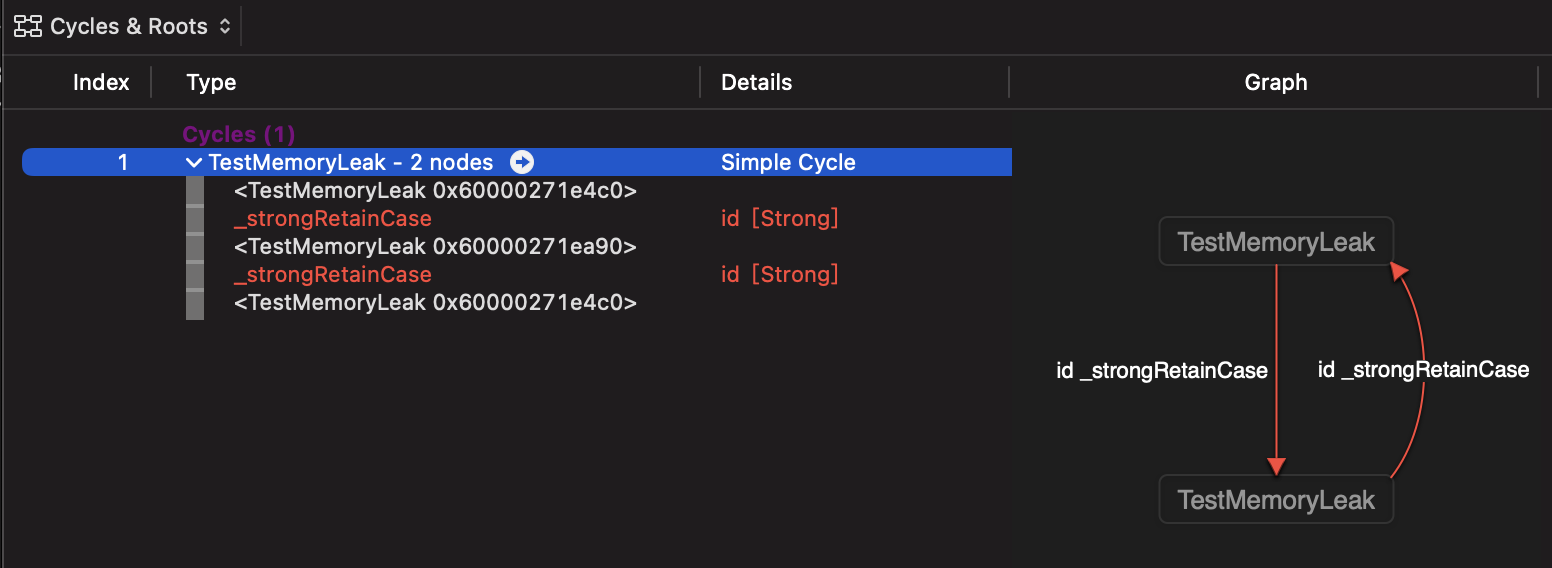 Cycles & Roots
Index Type Details Graph
Cycles (1)
1 TestMemoryLeak - 2 nodes Simple Cycle
<TestMemoryLeak 0x60000271e4c0>
_strongRetainCase id [Strong]
<TestMemoryLeak 0x60000271ea90>
_strongRetainCase id [Strong]
<TestMemoryLeak 0x60000271e4c0>
TestMemoryLeak
id _strongRetainCase id _strongRetainCase
TestMemoryLeak